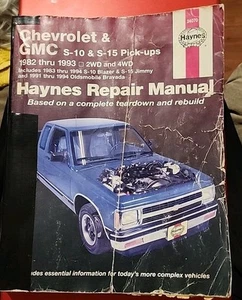 Chevrolet &
GMC S-10 & S-15 Pick-ups
1982 thru 1993 □ 2WD and 4WD
Includes 1983 thru 1994 S-10 Blazer & S-15 Jimmy
and 1991 thru 1994 Oldsmobile Bravada
Haynes
Haynes Repair Manual
Based on a complete teardown and rebuild
des essential information for today's more complex vehicles